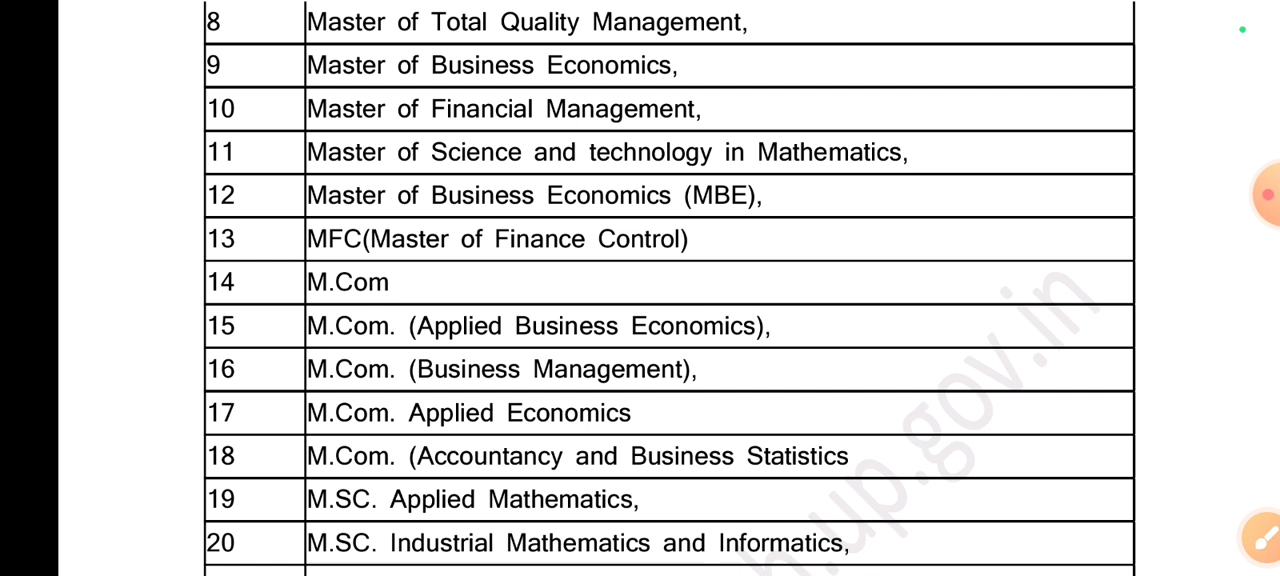 8 Master of Total Quality Management,
9 Master of Business Economics,
10 Master of Financial Management,
11 Master of Science and technology in Mathematics,
12 Master of Business Economics (MBE),
13 MFC(Master of Finance Control)
14 M.Com
15 M.Com. (Applied Business Economics),
16 M.Com. (Business Management),
17 M.Com. Applied Economics
18 M.Com. (Accountancy and Business Statistics
19 M.SC. Applied Mathematics,
20 M.SC. Industrial Mathematics and Informatics,
h.up.gov.in